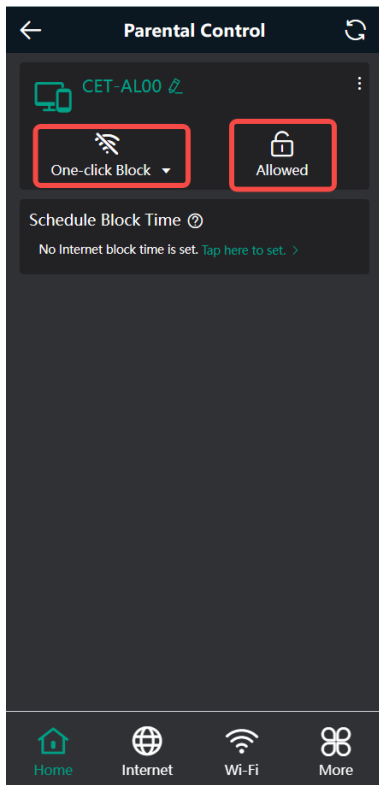 Parental Control
CET-AL00
One-click Block
Allowed
Schedule Block Time
No Internet block time is set. Tap here to set. >
Home
Internet
Wi-Fi
More